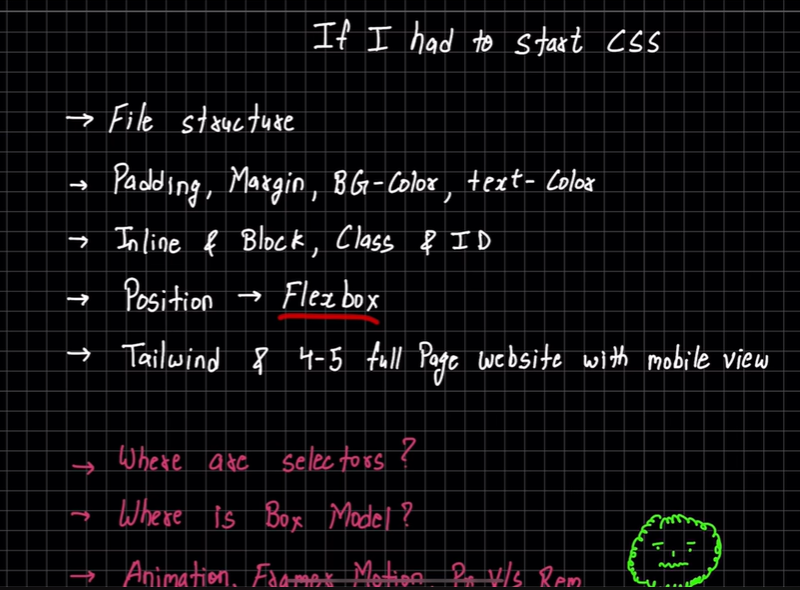 If I had to start CSS
→ File structure
→ Padding, Margin, BG-Color, text-Color
→ Inline & Block, Class & ID
→ Position → Flexbox
→ Tailwind & 4-5 full Page website with mobile view
→ Where are selectors?
→ Where is Box Model?
→ Animation, Framer Motion, Px V/s Rem